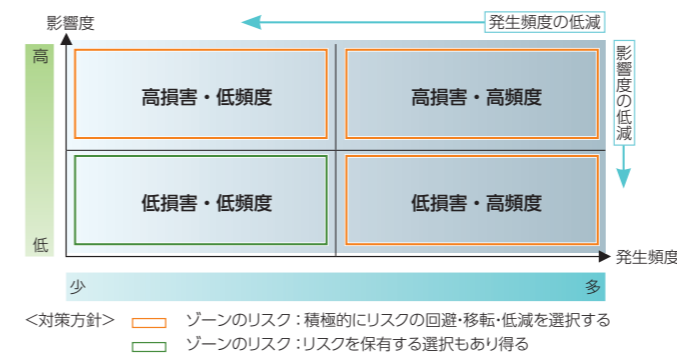 影響度
発生頻度の低減
高
影響度の低減
高損害・低頻度
高損害・高頻度
低損害・低頻度
低損害・高頻度
低
発生頻度
少
多
＜対策方針＞ ゾーンのリスク：積極的にリスクの回避・移転・低減を選択する
ゾーンのリスク：リスクを保有する選択もあり得る